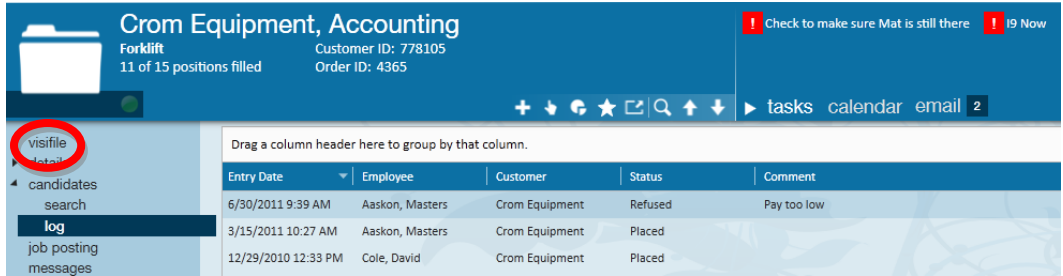 Crom Equipment, Accounting
Forklift Customer ID: 778105
11 of 15 positions filled Order ID: 4365
! Check to make sure Mat is still there ! I9 Now
tasks calendar email 2
visifile
details
candidates
search
log
job posting
messages
Drag a column header here to group by that column.
Entry Date Employee Customer Status Comment
6/30/2011 9:39 AM Aaskon, Masters Crom Equipment Refused Pay too low
3/15/2011 10:27 AM Aaskon, Masters Crom Equipment Placed
12/29/2010 12:33 PM Cole, David Crom Equipment Placed